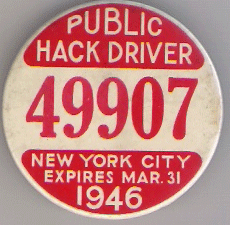 PUBLIC
HACK DRIVER
49907
NEW YORK CITY
EXPIRES MAR. 31
1946